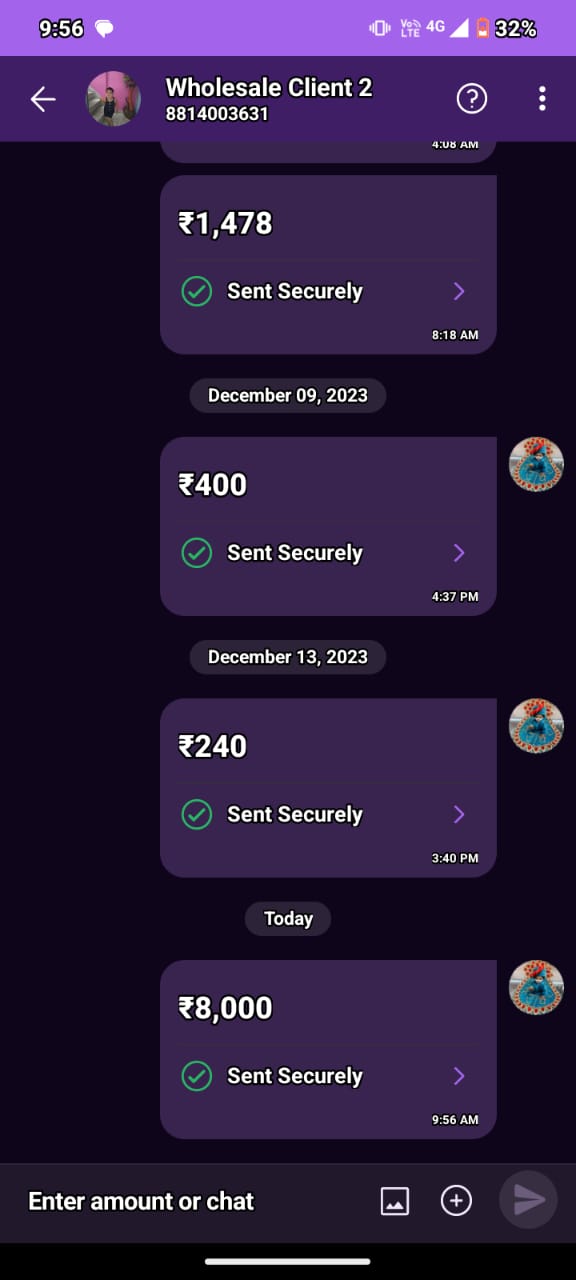 9:56
Vo))
LTE
4G
32%
Wholesale Client 2
8814003631
4:08 AM
₹1,478
Sent Securely
8:18 AM
December 09, 2023
₹400
Sent Securely
4:37 PM
December 13, 2023
₹240
Sent Securely
3:40 PM
Today
₹8,000
Sent Securely
9:56 AM
Enter amount or chat